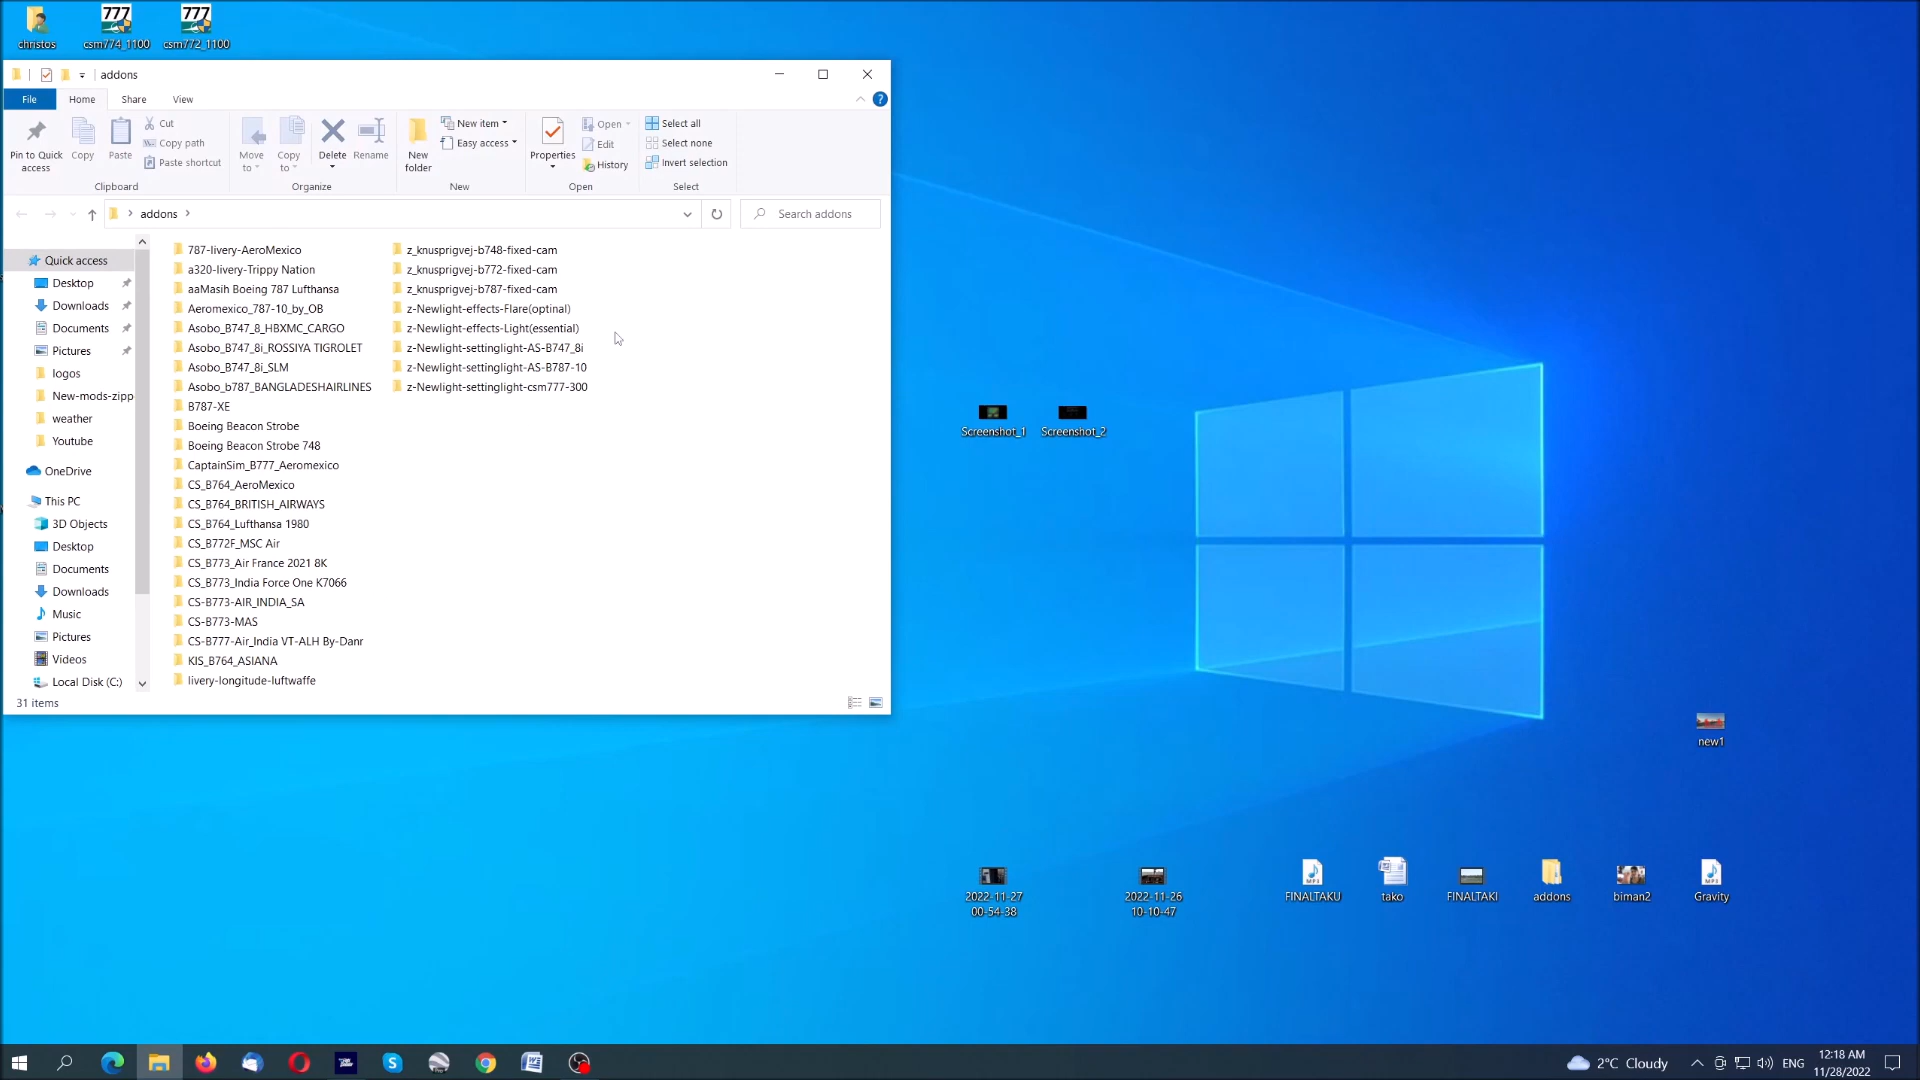 777
777
christos
csm774_1100
csm772_1100
addons
File
Home
Share
View
Pin to Quick access
Copy
Paste
Cut
Copy path
Paste shortcut
Clipboard
Move to
Copy to
Delete
Rename
Organize
New folder
New item
Easy access
New
Properties
Open
Edit
History
Open
Select all
Select none
Invert selection
Select
addons
Search addons
Quick access
Desktop
Downloads
Documents
Pictures
logos
New-mods-zipp
weather
Youtube
OneDrive
This PC
3D Objects
Desktop
Documents
Downloads
Music
Pictures
Videos
Local Disk (C:)
787-livery-AeroMexico
a320-livery-Trippy Nation
aaMasih Boeing 787 Lufthansa
Aeromexico_787-10_by_OB
Asobo_B747_8_HBXMC_CARGO
Asobo_B747_8i_ROSSIYA TIGROLET
Asobo_B747_8i_SLM
Asobo_b787_BANGLADESHAIRLINES
B787-XE
Boeing Beacon Strobe
Boeing Beacon Strobe 748
CaptainSim_B777_Aeromexico
CS_B764_AeroMexico
CS_B764_BRITISH_AIRWAYS
CS_B764_Lufthansa 1980
CS_B772F_MSC Air
CS_B773_Air France 2021 8K
CS_B773_India Force One K7066
CS-B773-AIR_INDIA_SA
CS-B773-MAS
CS-B777-Air_India VT-ALH By-Danr
KIS_B764_ASIANA
livery-longitude-luftwaffe
z_knusprigvej-b748-fixed-cam
z_knusprigvej-b772-fixed-cam
z_knusprigvej-b787-fixed-cam
z-Newlight-effects-Flare(optinal)
z-Newlight-effects-Light(essential)
z-Newlight-settinglight-AS-B747_8i
z-Newlight-settinglight-AS-B787-10
z-Newlight-settinglight-csm777-300
31 items
Screenshot_1
Screenshot_2
new1
2022-11-27
00-54-38
2022-11-26
10-10-47
FINALTAKU
tako
FINALTAKI
addons
biman2
Gravity
2°C Cloudy
ENG
12:18 AM
11/28/2022